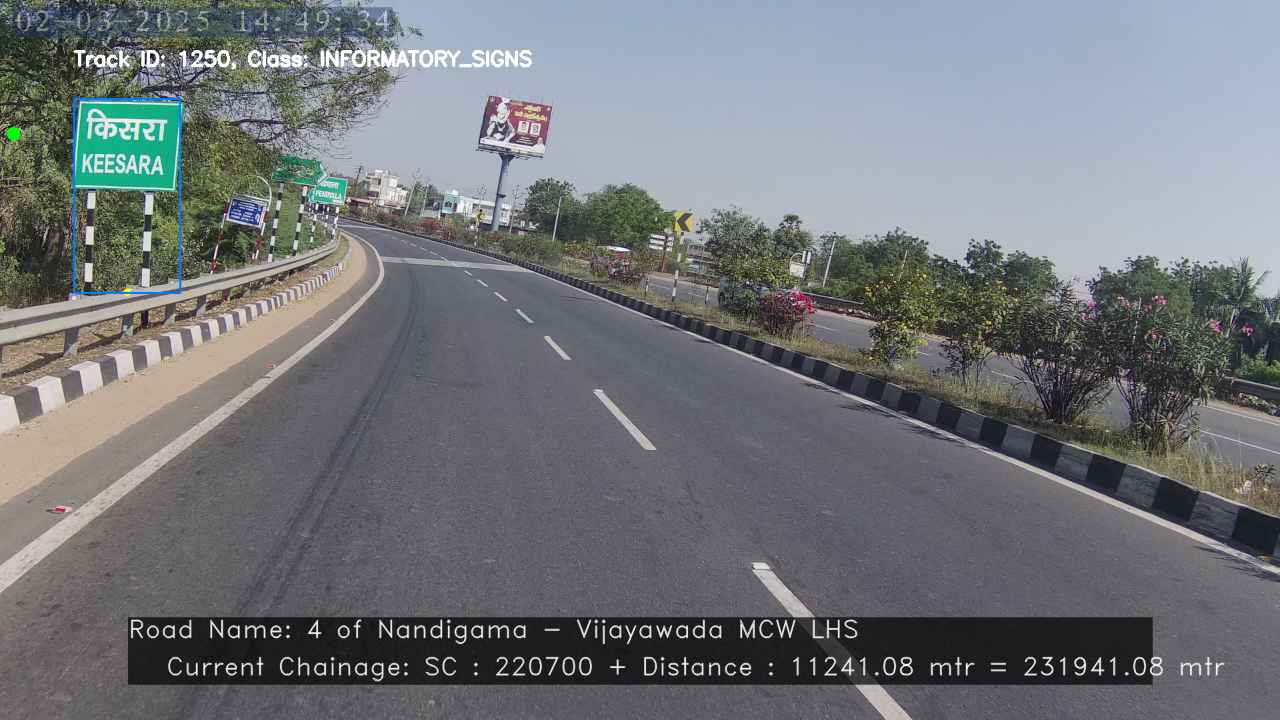 02-03-2025 14:49:34
Track ID: 1250, Class: INFORMATORY_SIGNS
किसरा
KEESARA
Road Name: 4 of Nandigama - Vijayawada MCW LHS
Current Chainage: SC : 220700 + Distance : 11241.08 mtr = 231941.08 mtr